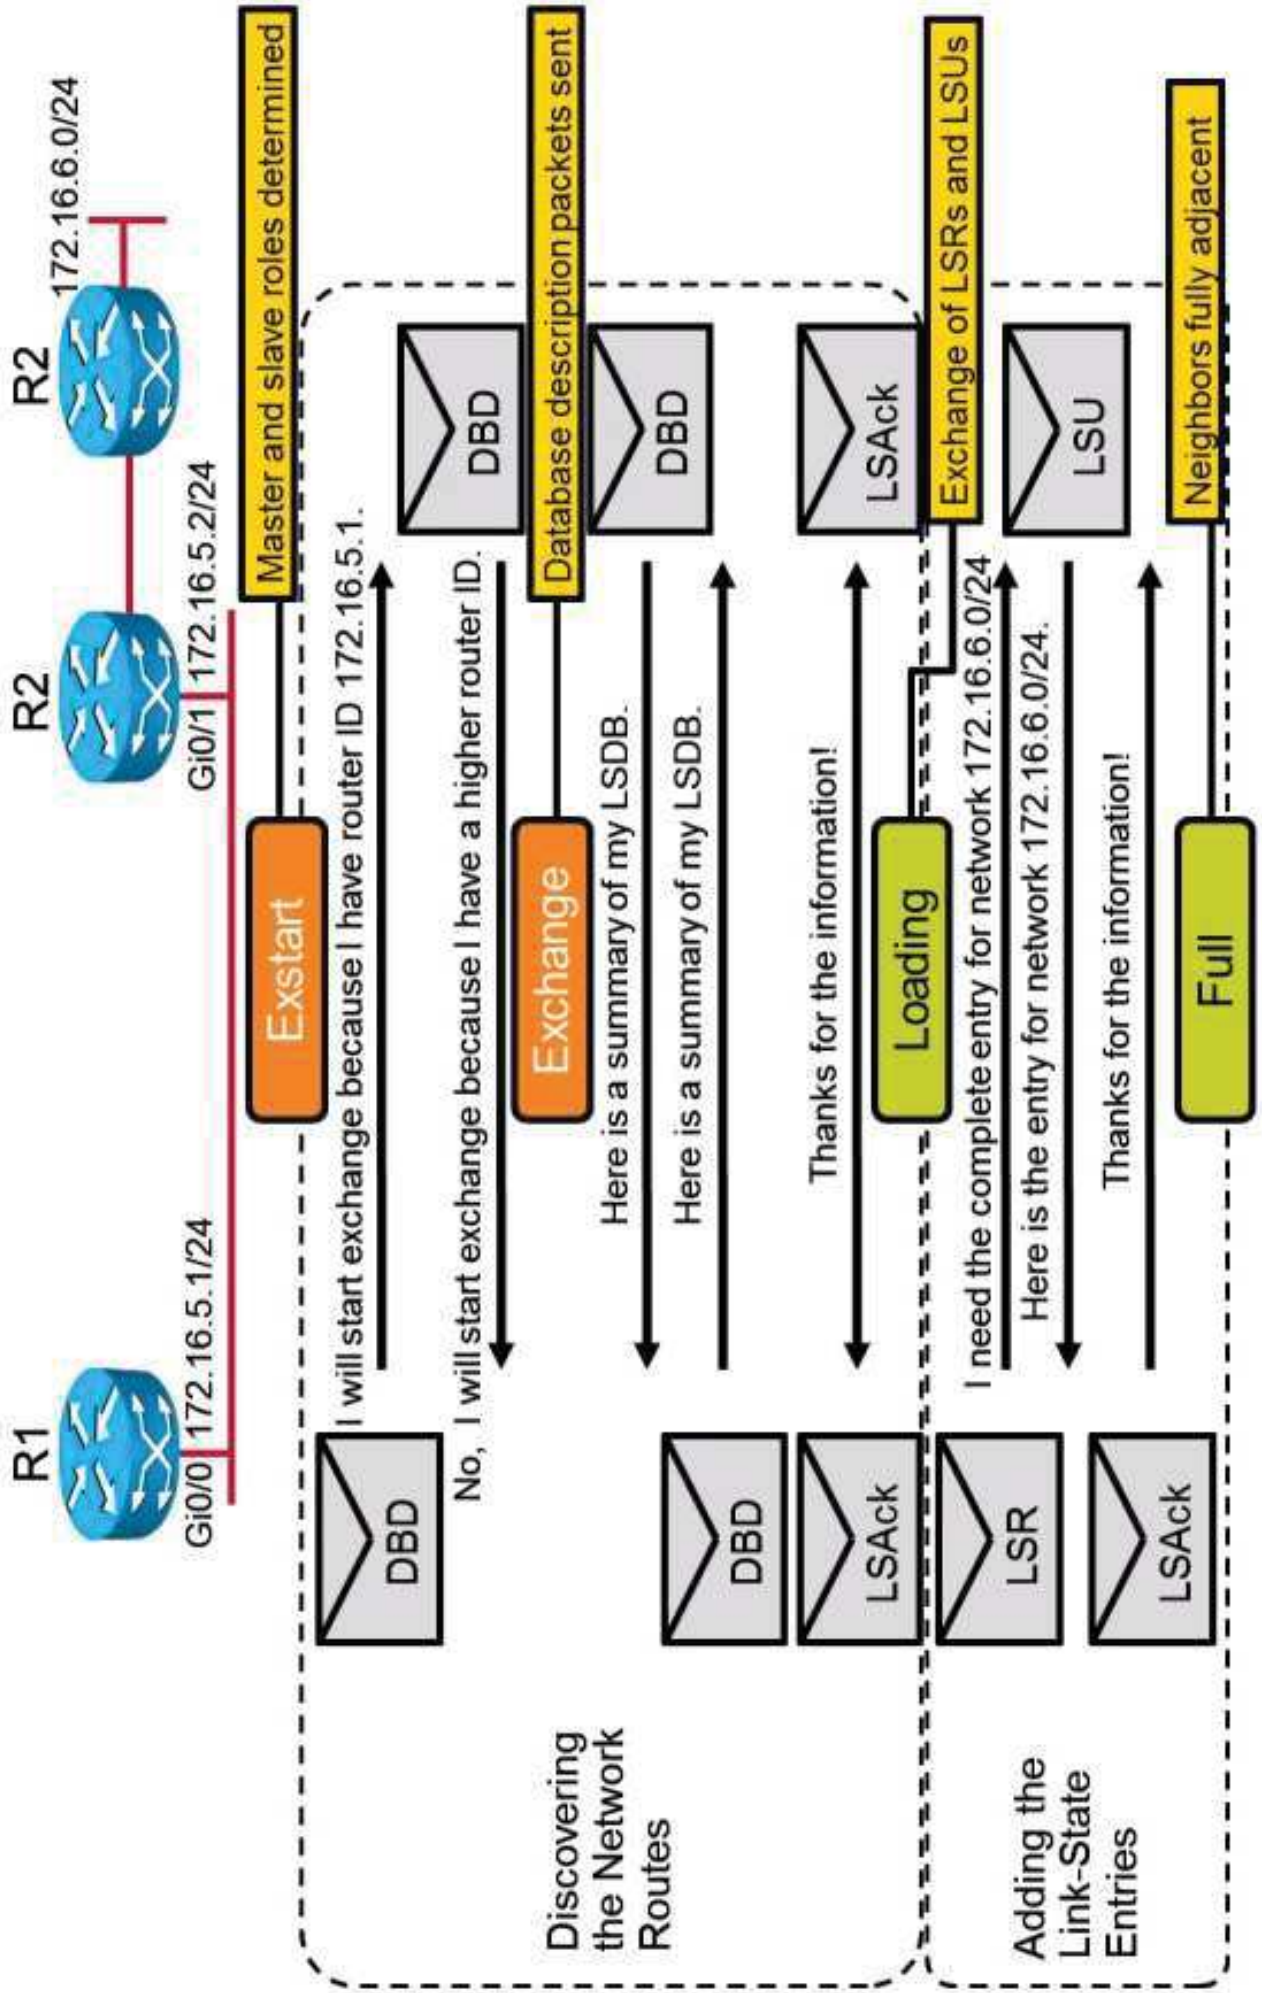 R1
R2
R2
172.16.6.0/24
Gi0/0
172.16.5.1/24
Gi0/1
172.16.5.2/24
Exstart
Master and slave roles determined
I will start exchange because I have router ID 172.16.5.1.
DBD
DBD
No, I will start exchange because I have a higher router ID.
Exchange
Database description packets sent
Discovering
the Network
Routes
Here is a summary of my LSDB.
DBD
Here is a summary of my LSDB.
DBD
Thanks for the information!
LSAck
LSAck
Loading
Exchange of LSRs and LSUs
I need the complete entry for network 172.16.6.0/24
LSR
Adding the
Link-State
Entries
Here is the entry for network 172.16.6.0/24.
LSU
Thanks for the information!
LSAck
Full
Neighbors fully adjacent